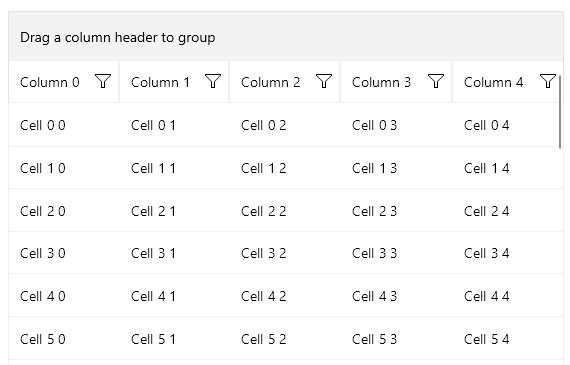 Drag a column header to group
Column 0 Column 1 Column 2 Column 3 Column 4
Cell 0 0 Cell 0 1 Cell 0 2 Cell 0 3 Cell 0 4
Cell 1 0 Cell 1 1 Cell 1 2 Cell 1 3 Cell 1 4
Cell 2 0 Cell 2 1 Cell 2 2 Cell 2 3 Cell 2 4
Cell 3 0 Cell 3 1 Cell 3 2 Cell 3 3 Cell 3 4
Cell 4 0 Cell 4 1 Cell 4 2 Cell 4 3 Cell 4 4
Cell 5 0 Cell 5 1 Cell 5 2 Cell 5 3 Cell 5 4